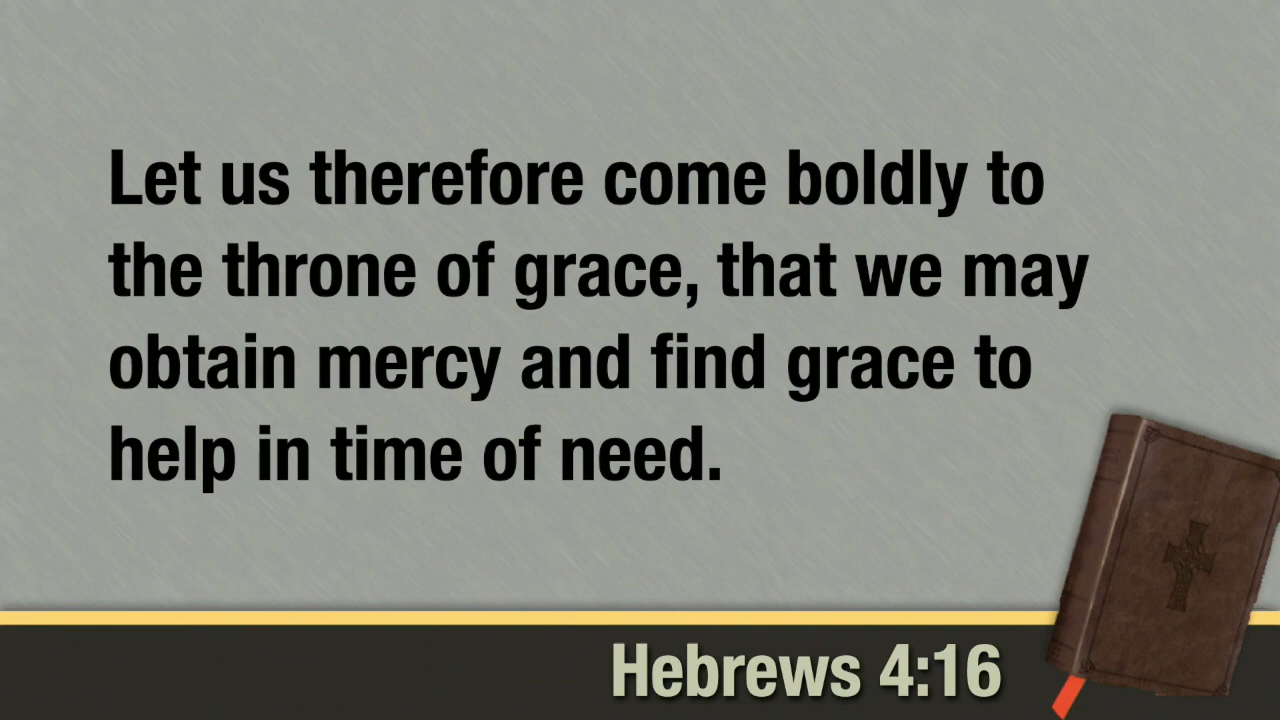 Let us therefore come boldly to
the throne of grace, that we may
obtain mercy and find grace to
help in time of need.
Hebrews 4:16